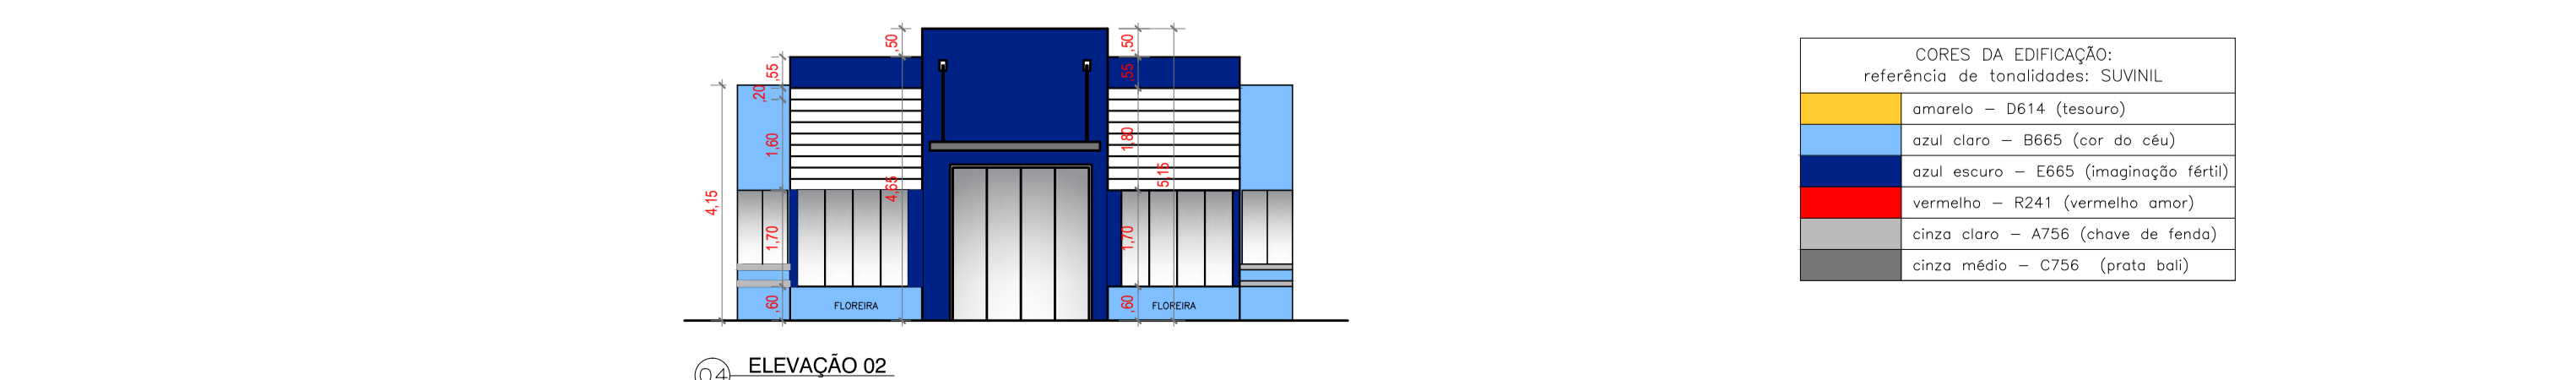 ,50
,55
,20
1,60
4,65
4,15
1,70
,60
FLOREIRA
,50
,55
1,80
5,15
1,70
,60
FLOREIRA
04
ELEVAÇÃO 02
CORES DA EDIFICAÇÃO:
referência de tonalidades: SUVINIL
amarelo – D614 (tesouro)
azul claro – B665 (cor do céu)
azul escuro – E665 (imaginação fértil)
vermelho – R241 (vermelho amor)
cinza claro – A756 (chave de fenda)
cinza médio – C756 (prata bali)